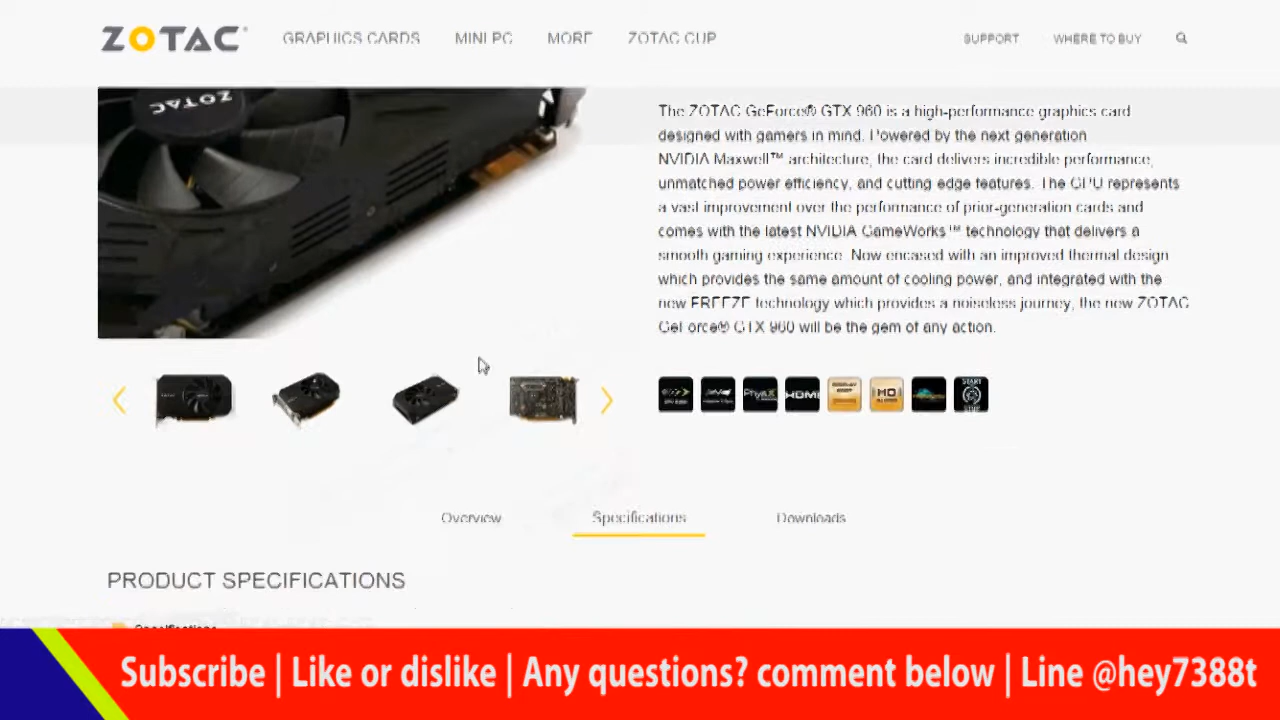 ZOTAC
GRAPHICS CARDS MINI PC MORE ZOTAC CUP SUPPORT WHERE TO BUY
ZOTAC
The ZOTAC GeForce® GTX 960 is a high-performance graphics card
designed with gamers in mind. Powered by the next generation
NVIDIA Maxwell™ architecture, the card delivers incredible performance,
unmatched power efficiency, and cutting edge features. The GPU represents
a vast improvement over the performance of prior-generation cards and
comes with the latest NVIDIA GameWorks™ technology that delivers a
smooth gaming experience. Now encased with an improved thermal design
which provides the same amount of cooling power, and integrated with the
new FREEZE technology which provides a noiseless journey, the new ZOTAC
GeForce® GTX 960 will be the gem of any action.
PhysX HDMI HD START
Overview Specifications Downloads
PRODUCT SPECIFICATIONS
Specifications
Subscribe | Like or dislike | Any questions? comment below | Line @hey7388t